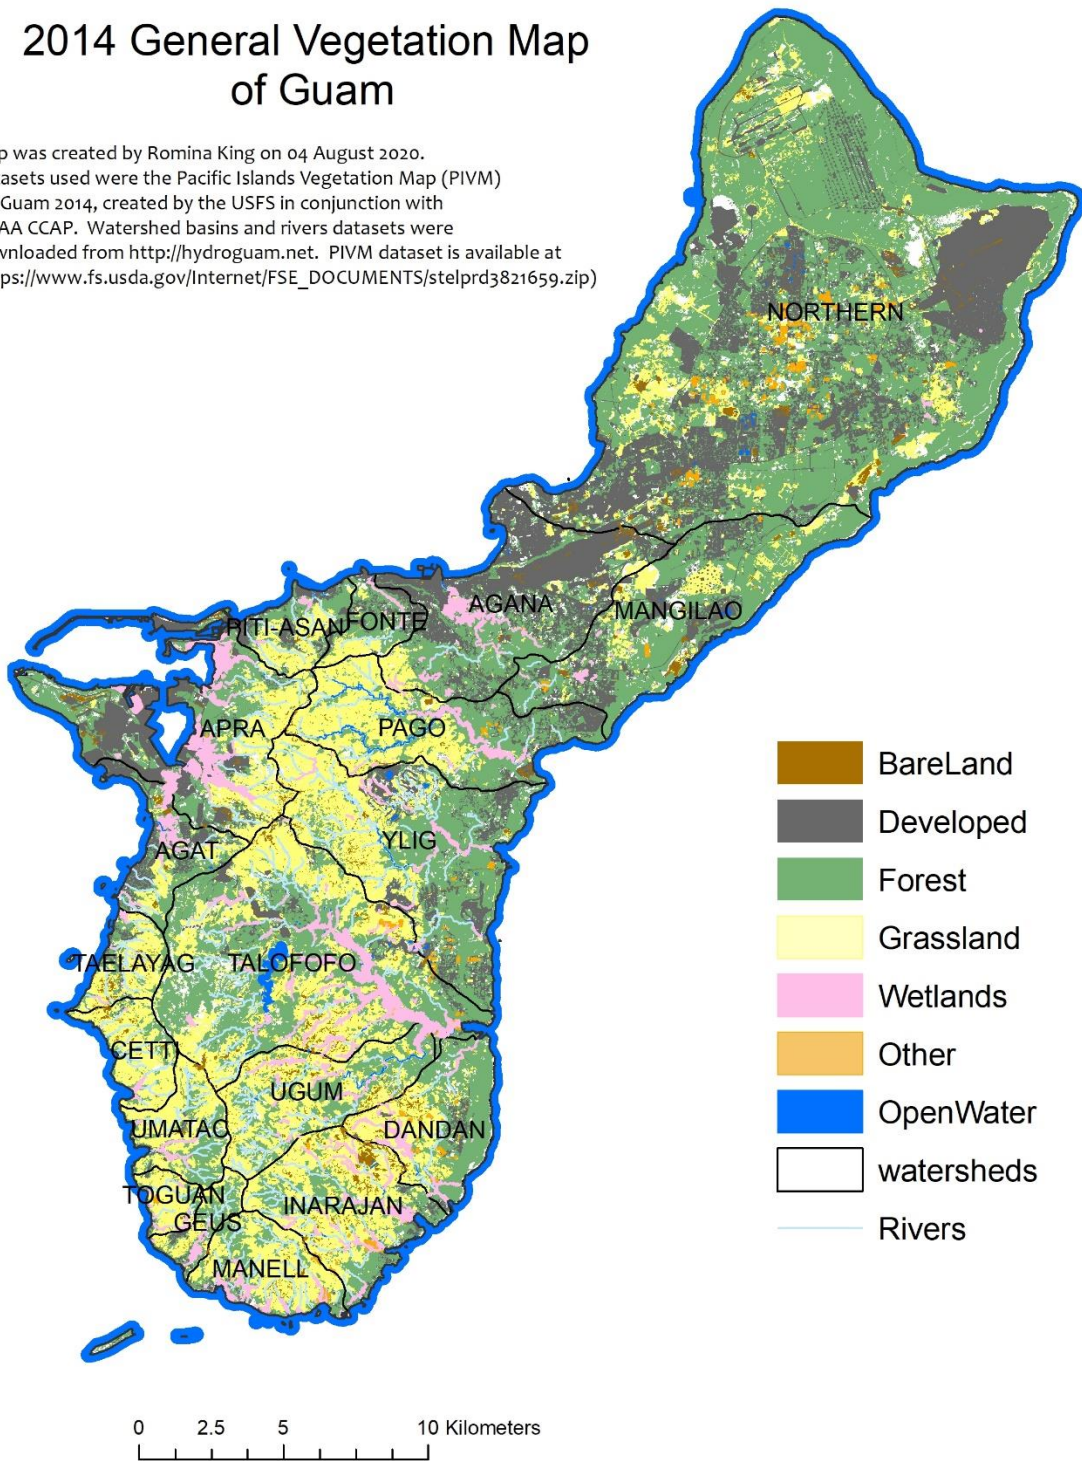 2014 General Vegetation Map
of Guam
p was created by Romina King on 04 August 2020.
asets used were the Pacific Islands Vegetation Map (PIVM)
Guam 2014, created by the USFS in conjunction with
AA CCAP. Watershed basins and rivers datasets were
wnloaded from http://hydroguam.net. PIVM dataset is available at
ps://www.fs.usda.gov/Internet/FSE_DOCUMENTS/stelprd3821659.zip)
NORTHERN
AGANA
MANGILAO
PITI-ASAN
FONTE
APRA
PAGO
AGAT
YLIG
TAELAYAG
TALOFOFO
CETTI
UGUM
UMATAC
DANDAN
TOGUAN
GEUS
INARAJAN
MANELL
BareLand
Developed
Forest
Grassland
Wetlands
Other
OpenWater
watersheds
Rivers
0 2.5 5 10 Kilometers